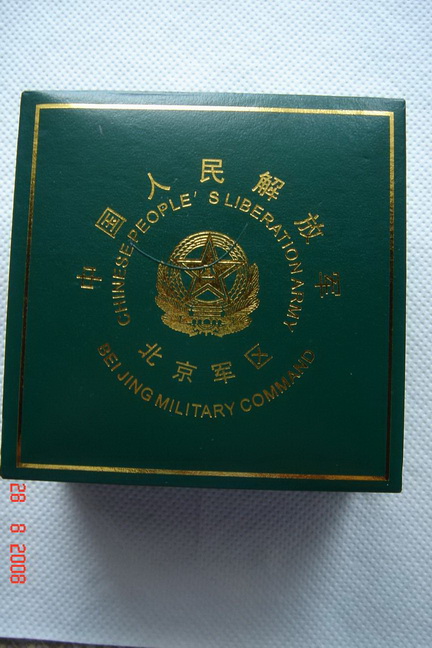 中国人民解放军
CHINESE PEOPLE' S LIBERATION ARMY
北京军区
BEI JING MILITARY COMMAND
28 8 2008